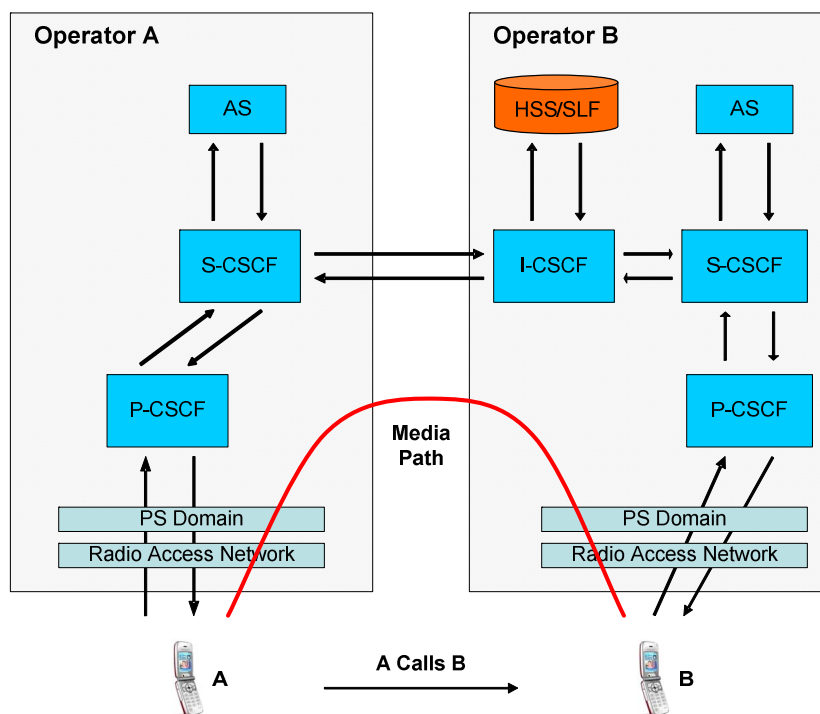 Operator A
Operator B
AS
HSS/SLF
AS
S-CSCF
I-CSCF
S-CSCF
P-CSCF
P-CSCF
Media
Path
PS Domain
PS Domain
Radio Access Network
Radio Access Network
A
A Calls B
B